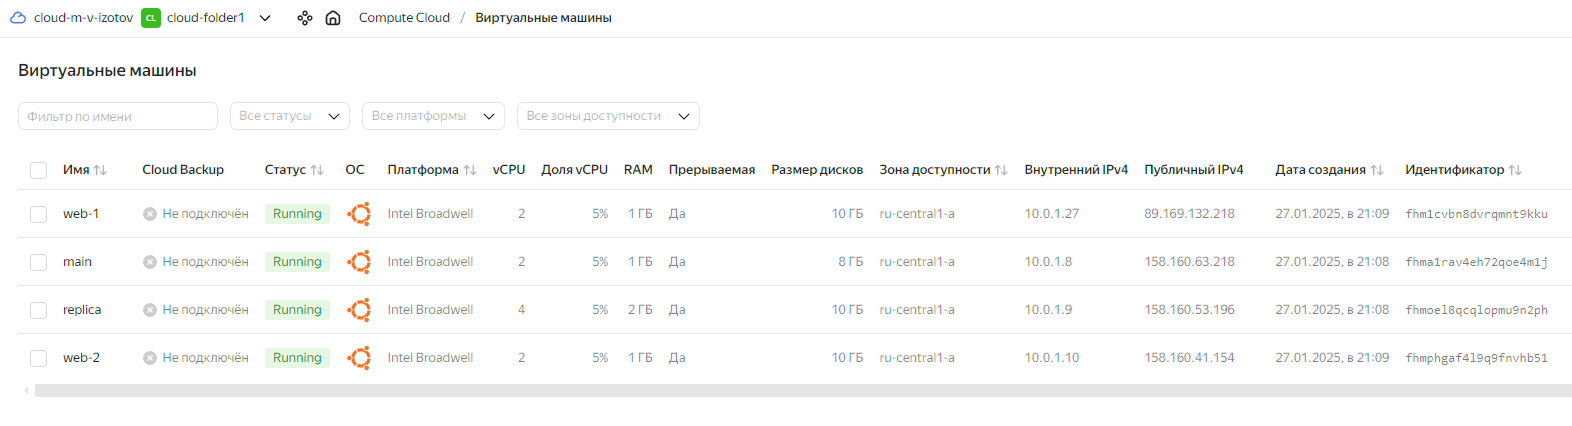 cloud-m-v-izotov CL cloud-folder1 Compute Cloud / Виртуальные машины
Виртуальные машины
Фильтр по имени Все статусы Все платформы Все зоны доступности
Имя Cloud Backup Статус ОС Платформа vCPU Доля vCPU RAM Прерываемая Размер дисков Зона доступности Внутренний IPv4 Публичный IPv4 Дата создания Идентификатор
web-1 Не подключён Running Intel Broadwell 2 5% 1 ГБ Да 10 ГБ ru-central1-a 10.0.1.27 89.169.132.218 27.01.2025, в 21:09 fhm1cvbn8dvrqmnt9kku
main Не подключён Running Intel Broadwell 2 5% 1 ГБ Да 8 ГБ ru-central1-a 10.0.1.8 158.160.63.218 27.01.2025, в 21:08 fhma1rav4eh72qoe4m1j
replica Не подключён Running Intel Broadwell 4 5% 2 ГБ Да 10 ГБ ru-central1-a 10.0.1.9 158.160.53.196 27.01.2025, в 21:08 fhmoel8qcqlopmu9n2ph
web-2 Не подключён Running Intel Broadwell 2 5% 1 ГБ Да 10 ГБ ru-central1-a 10.0.1.10 158.160.41.154 27.01.2025, в 21:09 fhmphgaf4l9q9fnvhb51